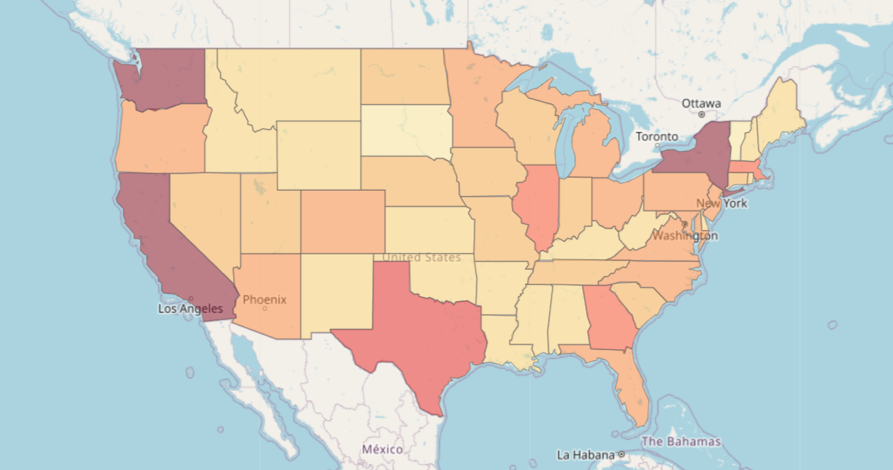 Ottawa
Toronto
New York
Washington
United States
Phoenix
Los Angeles
México
The Bahamas
La Habana